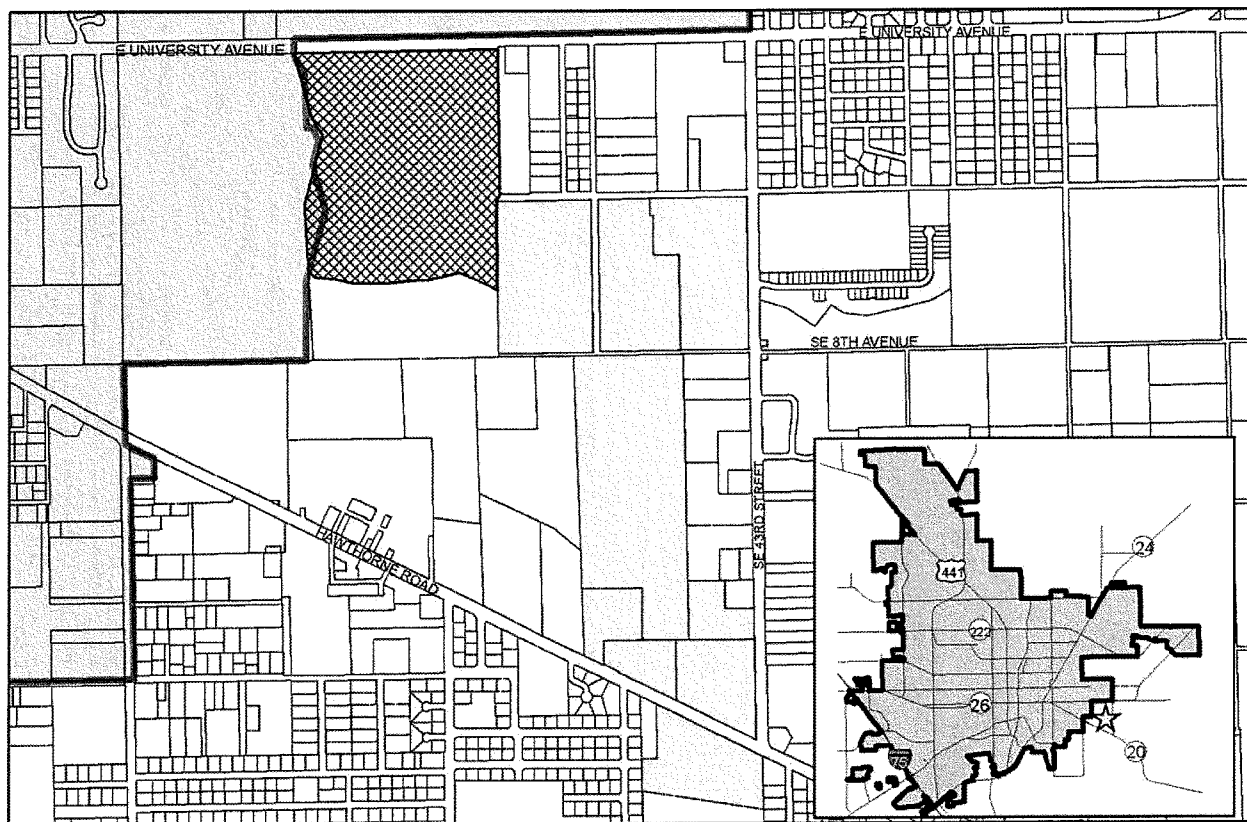 E UNIVERSITY AVENUE
E UNIVERSITY AVENUE
SE 8TH AVENUE
SE 43RD STREET
HAWTHORNE ROAD
24
441
222
26
20
75